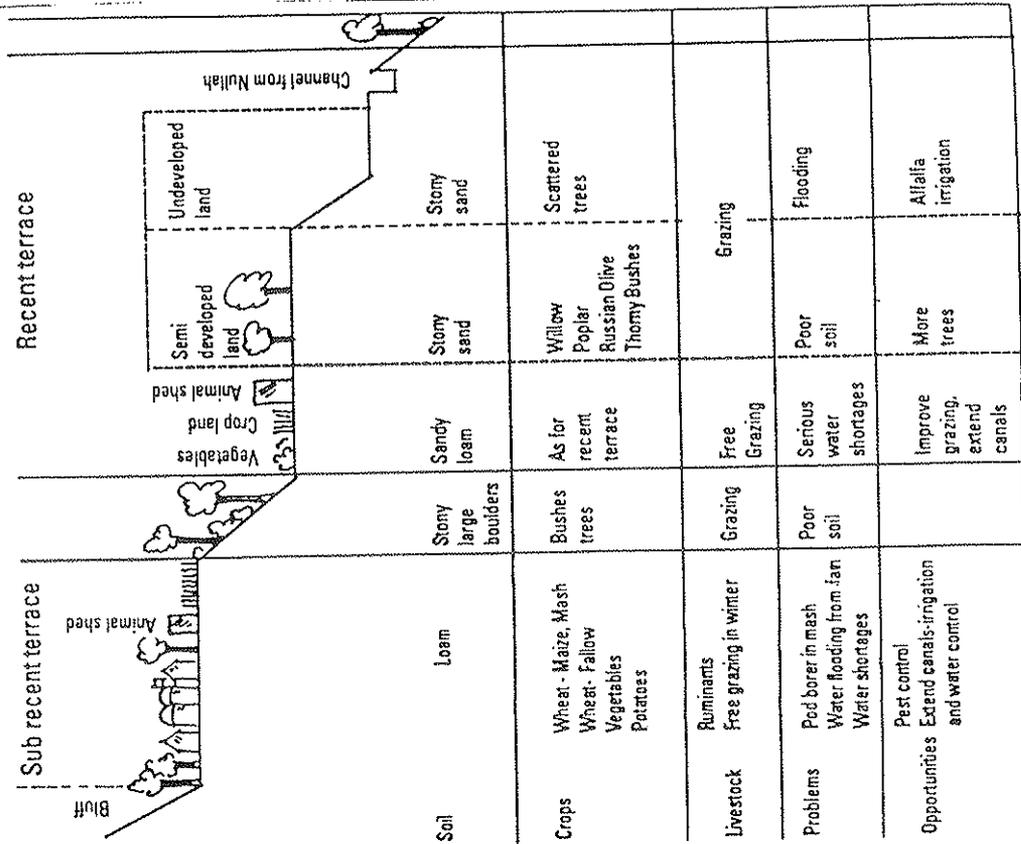 Sub recent terrace
Recent terrace
Bluff
Animal shed
Vegetables
Crop land
Animal shed
Semi
developed
land
Undeveloped
land
Channel from Nullah
Soil
Loam
Stony
large
boulders
Sandy
loam
Stony
sand
Stony
sand
Crops
Wheat - Maize, Mash
Wheat - Fallow
Vegetables
Potatoes
Bushes
trees
As for
recent
terrace
Willow
Poplar
Russian Olive
Thorny Bushes
Scattered
trees
Livestock
Ruminants
Free grazing in winter
Grazing
Free
Grazing
Grazing
Problems
Pod borer in mash
Water flooding from fan
Water shortages
Poor
soil
Serious
water
shortages
Poor
soil
Flooding
Opportunities
Pest control
Extend canals-irrigation
and water control
Improve
grazing,
extend
canals
More
trees
Alfalfa
irrigation